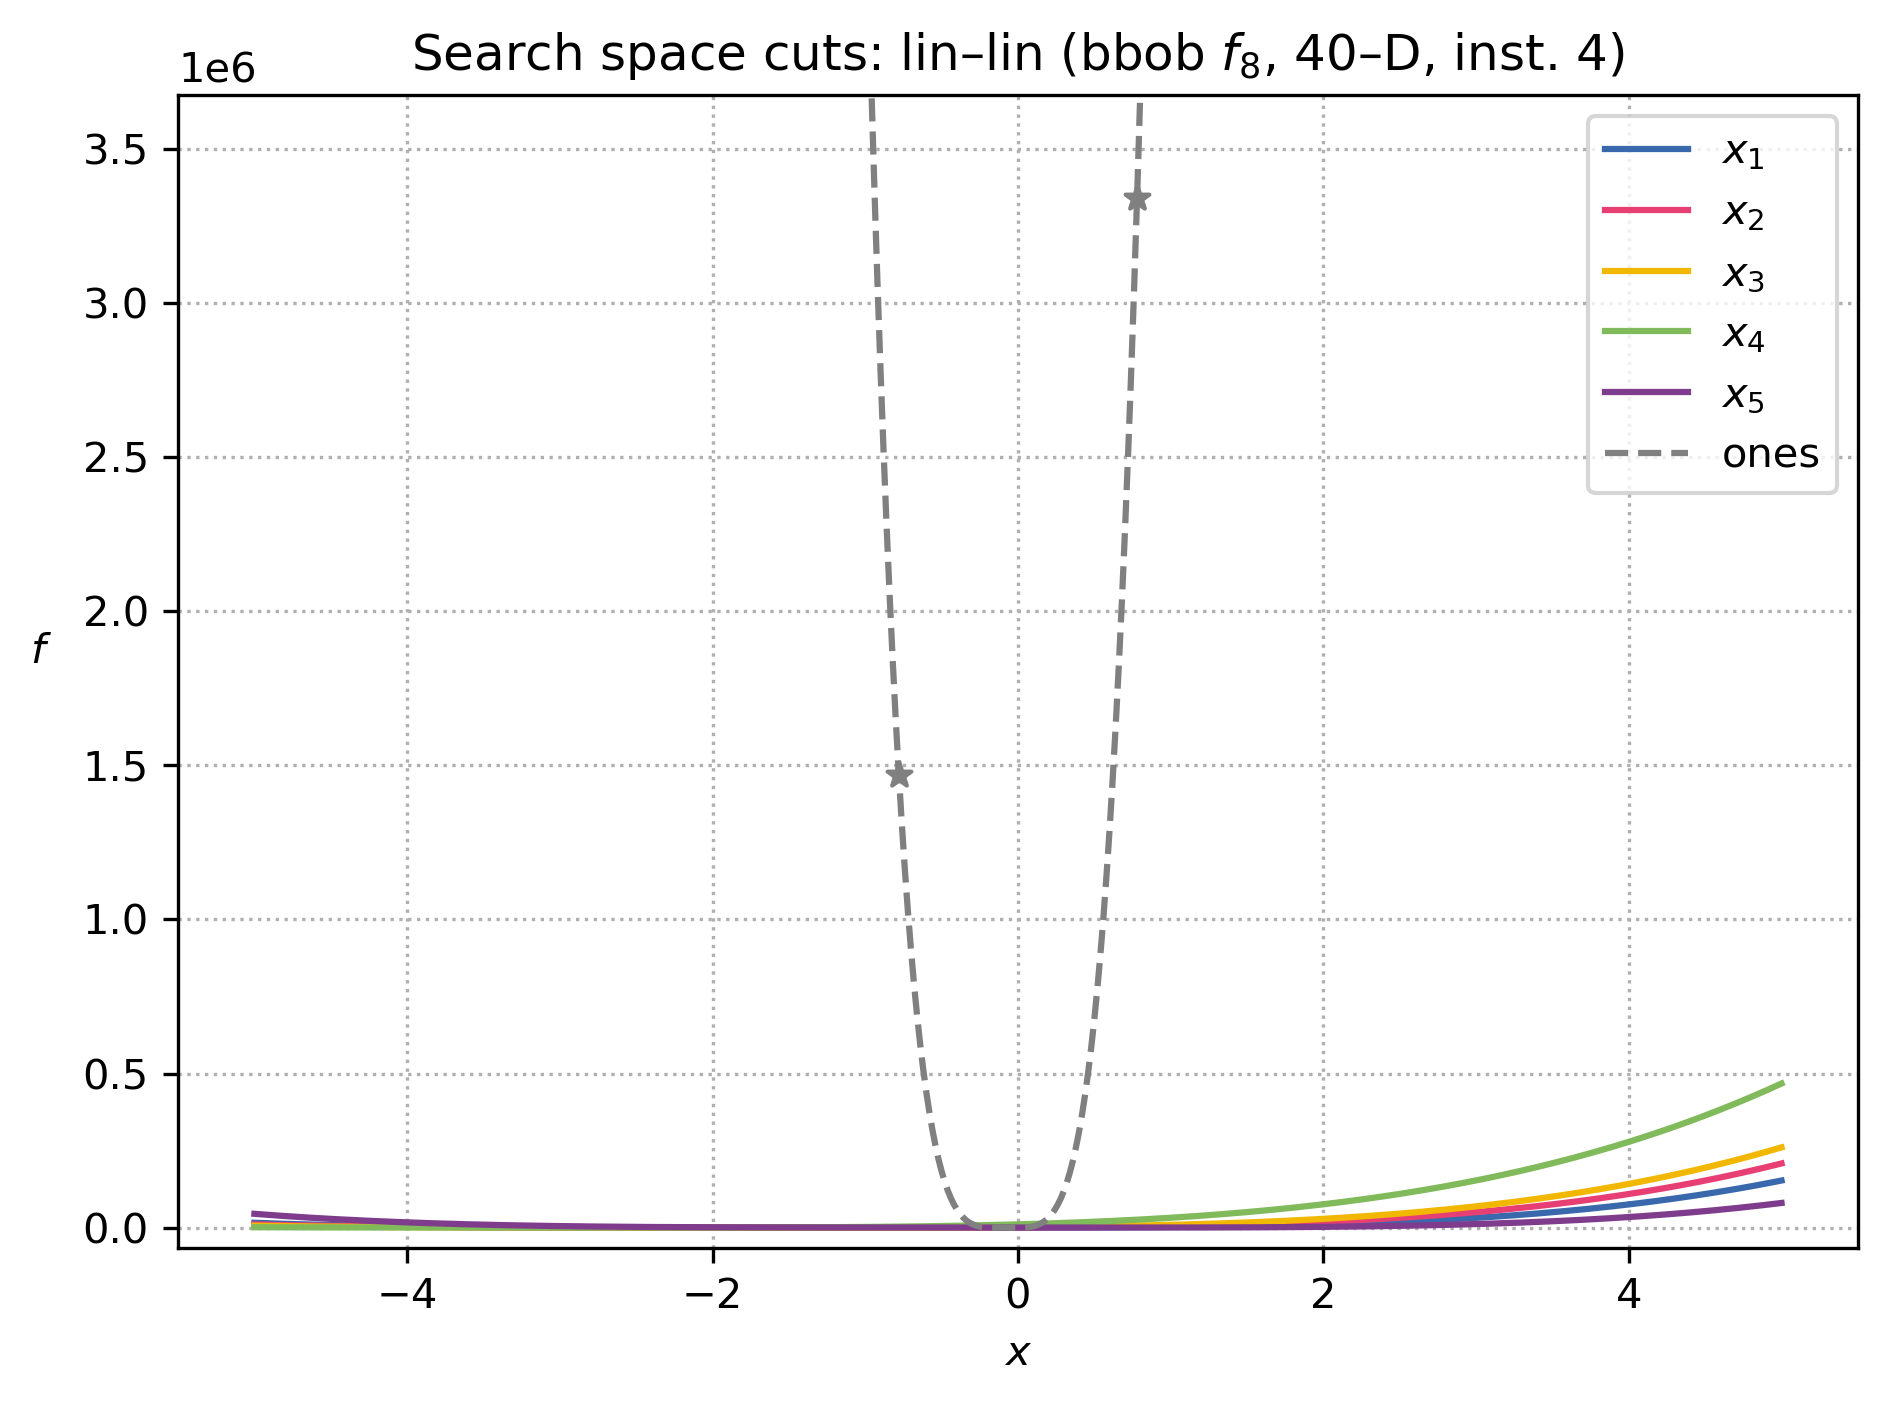 Search space cuts: lin–lin (bbob f₈, 40–D, inst. 4)
1e6
3.5
3.0
2.5
2.0
1.5
1.0
0.5
0.0
f
−4
−2
0
2
4
x
x₁
x₂
x₃
x₄
x₅
ones